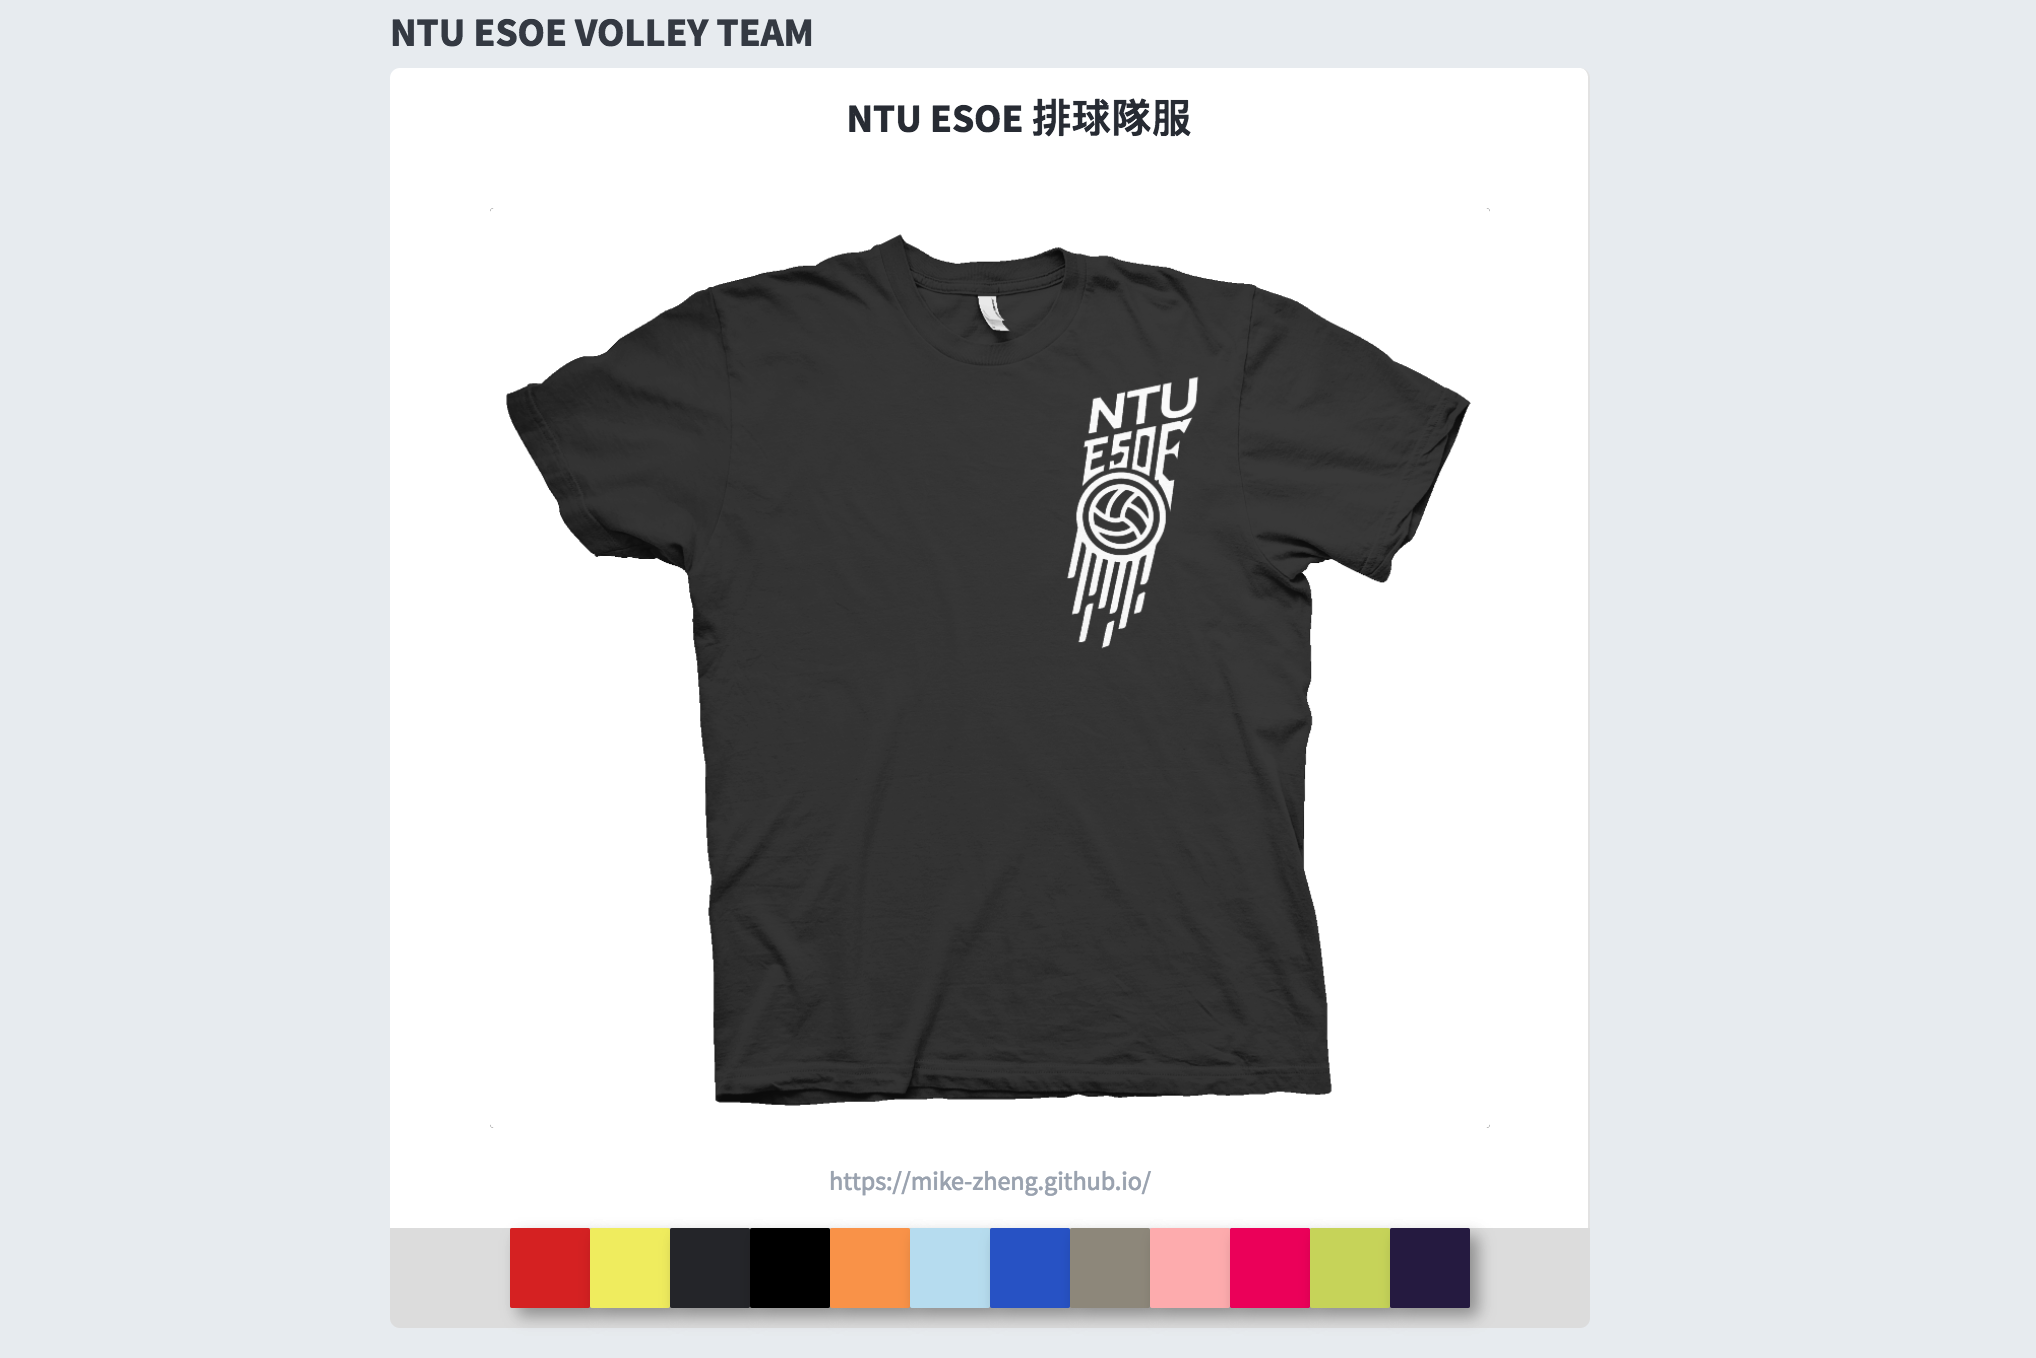 NTU ESOE VOLLEY TEAM
NTU ESOE 排球隊服
NTU
ESOE
https://mike-zheng.github.io/